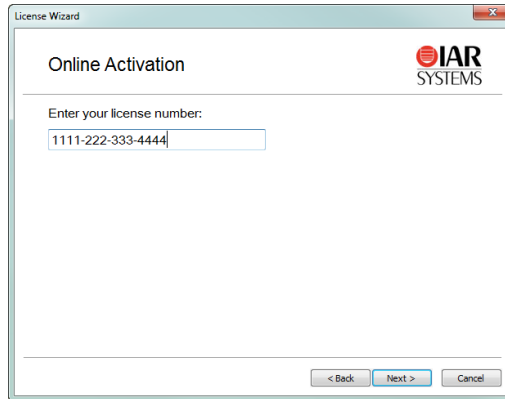 License Wizard
Online Activation
IAR
SYSTEMS
Enter your license number:
1111-222-333-4444
< Back
Next >
Cancel